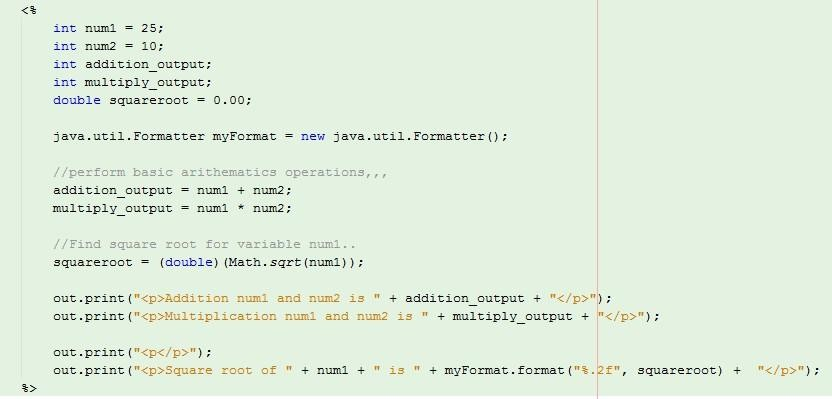 <%
int num1 = 25;
int num2 = 10;
int addition_output;
int multiply_output;
double squareroot = 0.00;
java.util.Formatter myFormat = new java.util.Formatter();
//perform basic arithematics operations,,,
addition_output = num1 + num2;
multiply_output = num1 * num2;
//Find square root for variable num1..
squareroot = (double)(Math.sqrt(num1));
out.print("<p>Addition num1 and num2 is " + addition_output + "</p>");
out.print("<p>Multiplication num1 and num2 is " + multiply_output + "</p>");
out.print("<p></p>");
out.print("<p>Square root of " + num1 + " is " + myFormat.format("%.2f", squareroot) +  "</p>");
%>